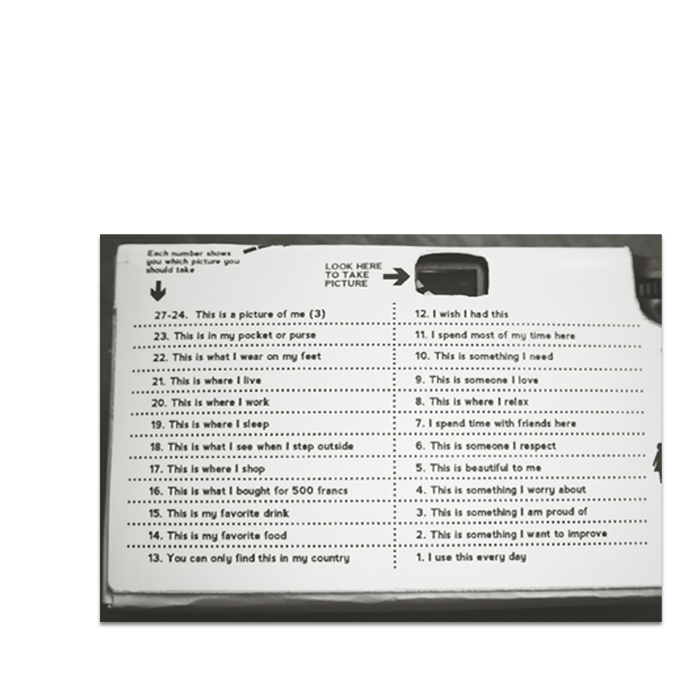 Each number shows
you which picture you
should take
LOOK HERE
TO TAKE
PICTURE
27-24. This is a picture of me (3)
23. This is in my pocket or purse
22. This is what I wear on my feet
21. This is where I live
20. This is where I work
19. This is where I sleep
18. This is what I see when I step outside
17. This is where I shop
16. This is what I bought for 500 francs
15. This is my favorite drink
14. This is my favorite food
13. You can only find this in my country
12. I wish I had this
11. I spend most of my time here
10. This is something I need
9. This is someone I love
8. This is where I relax
7. I spend time with friends here
6. This is someone I respect
5. This is beautiful to me
4. This is something I worry about
3. This is something I am proud of
2. This is something I want to improve
1. I use this every day